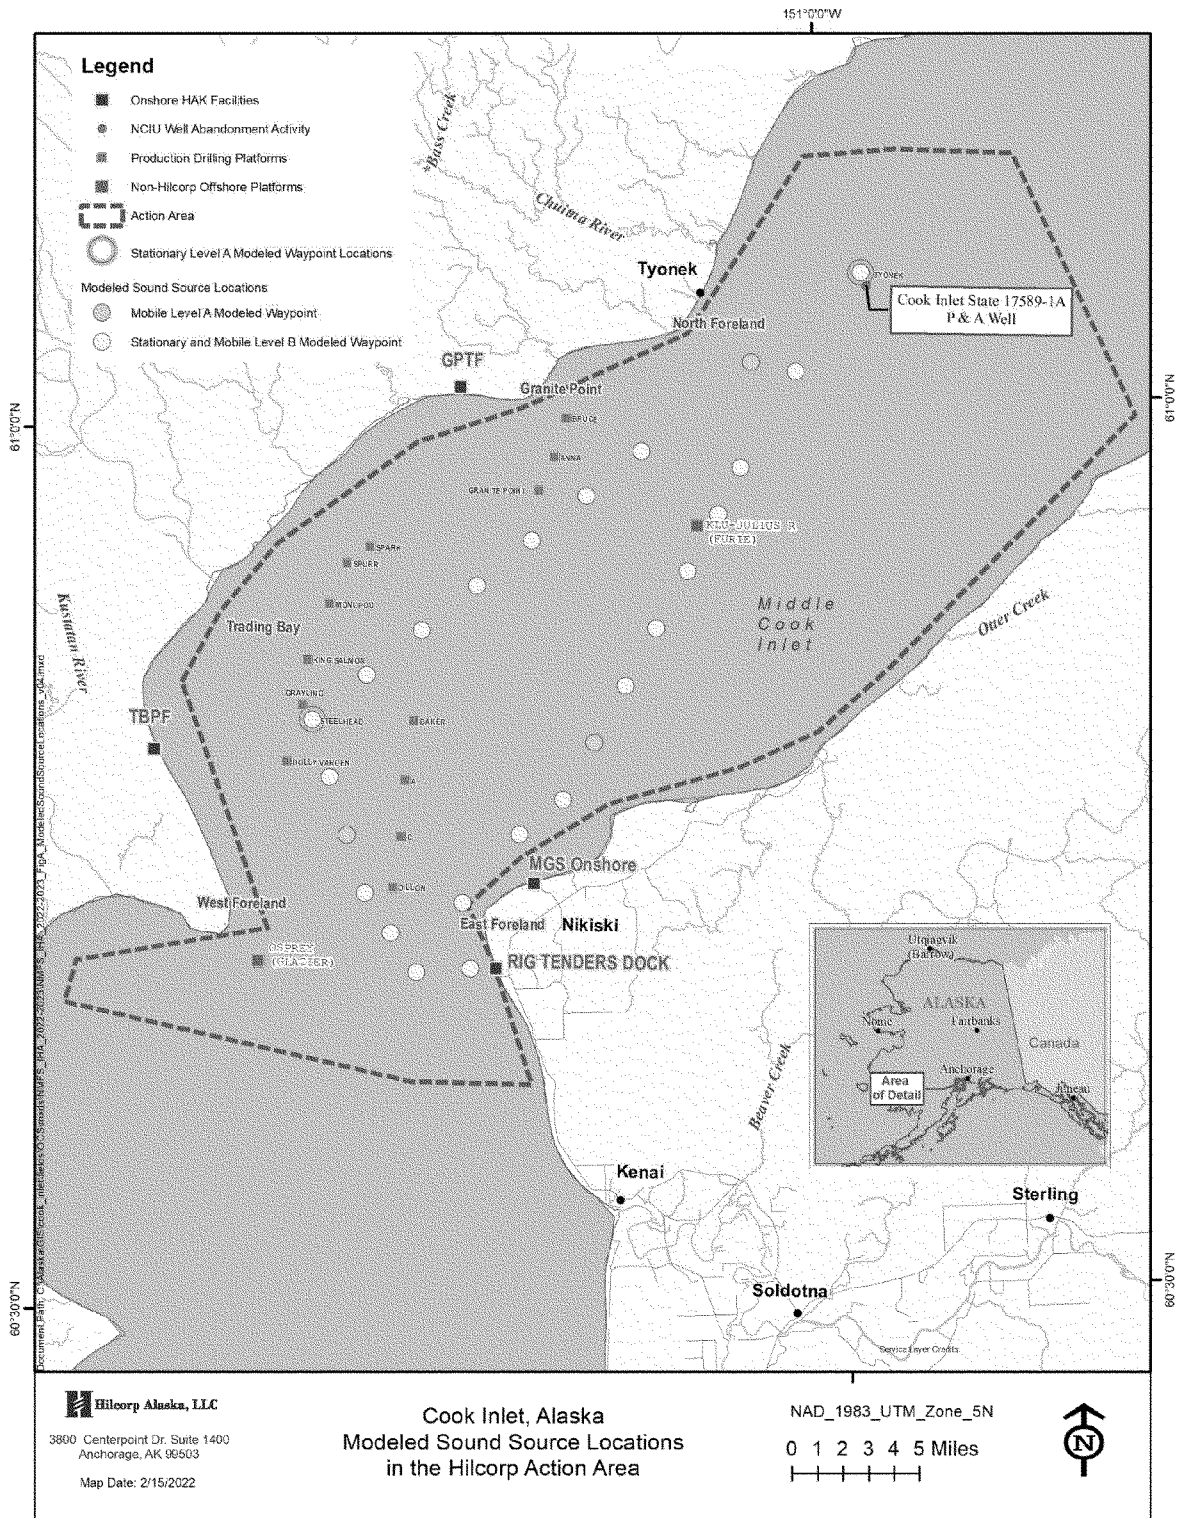 151°0'0"W
Legend
Onshore HAK Facilities
NCIU Well Abandonment Activity
Production Drilling Platforms
Non-Hilcorp Offshore Platforms
Action Area
Stationary Level A Modeled Waypoint Locations
Modeled Sound Source Locations
Mobile Level A Modeled Waypoint
Stationary and Mobile Level B Modeled Waypoint
*Bass Creek
Chuitna River
Tyonek
TYONEK
Cook Inlet State 17589-1A
P & A Well
North Foreland
GPTF
Granite Point
61°0'0"N
61°0'0"N
BRUCE
ANNA
GRANITE POINT
KLU-JULIUS R
(FURIE)
SPARK
SPURR
MONOPOD
Middle
Cook
Inlet
Otter Creek
Kustatan River
Trading Bay
KING SALMON
GRAYLING
STEELHEAD
BAKER
TBPF
DOLLY VARDEN
A
C
DILLON
MGS Onshore
West Foreland
East Foreland
Nikiski
OSPREY
(GLACIER)
RIG TENDERS DOCK
Utqiagvik
(Barrow)
ALASKA
Nome
Fairbanks
Canada
Anchorage
Area
of Detail
Juneau
Beaver Creek
Kenai
Sterling
Soldotna
60°30'0"N
60°30'0"N
Service Layer Credits:
Hilcorp Alaska, LLC
3800 Centerpoint Dr. Suite 1400
Anchorage, AK 99503
Map Date: 2/15/2022
Cook Inlet, Alaska
Modeled Sound Source Locations
in the Hilcorp Action Area
NAD_1983_UTM_Zone_5N
0 1 2 3 4 5 Miles
N